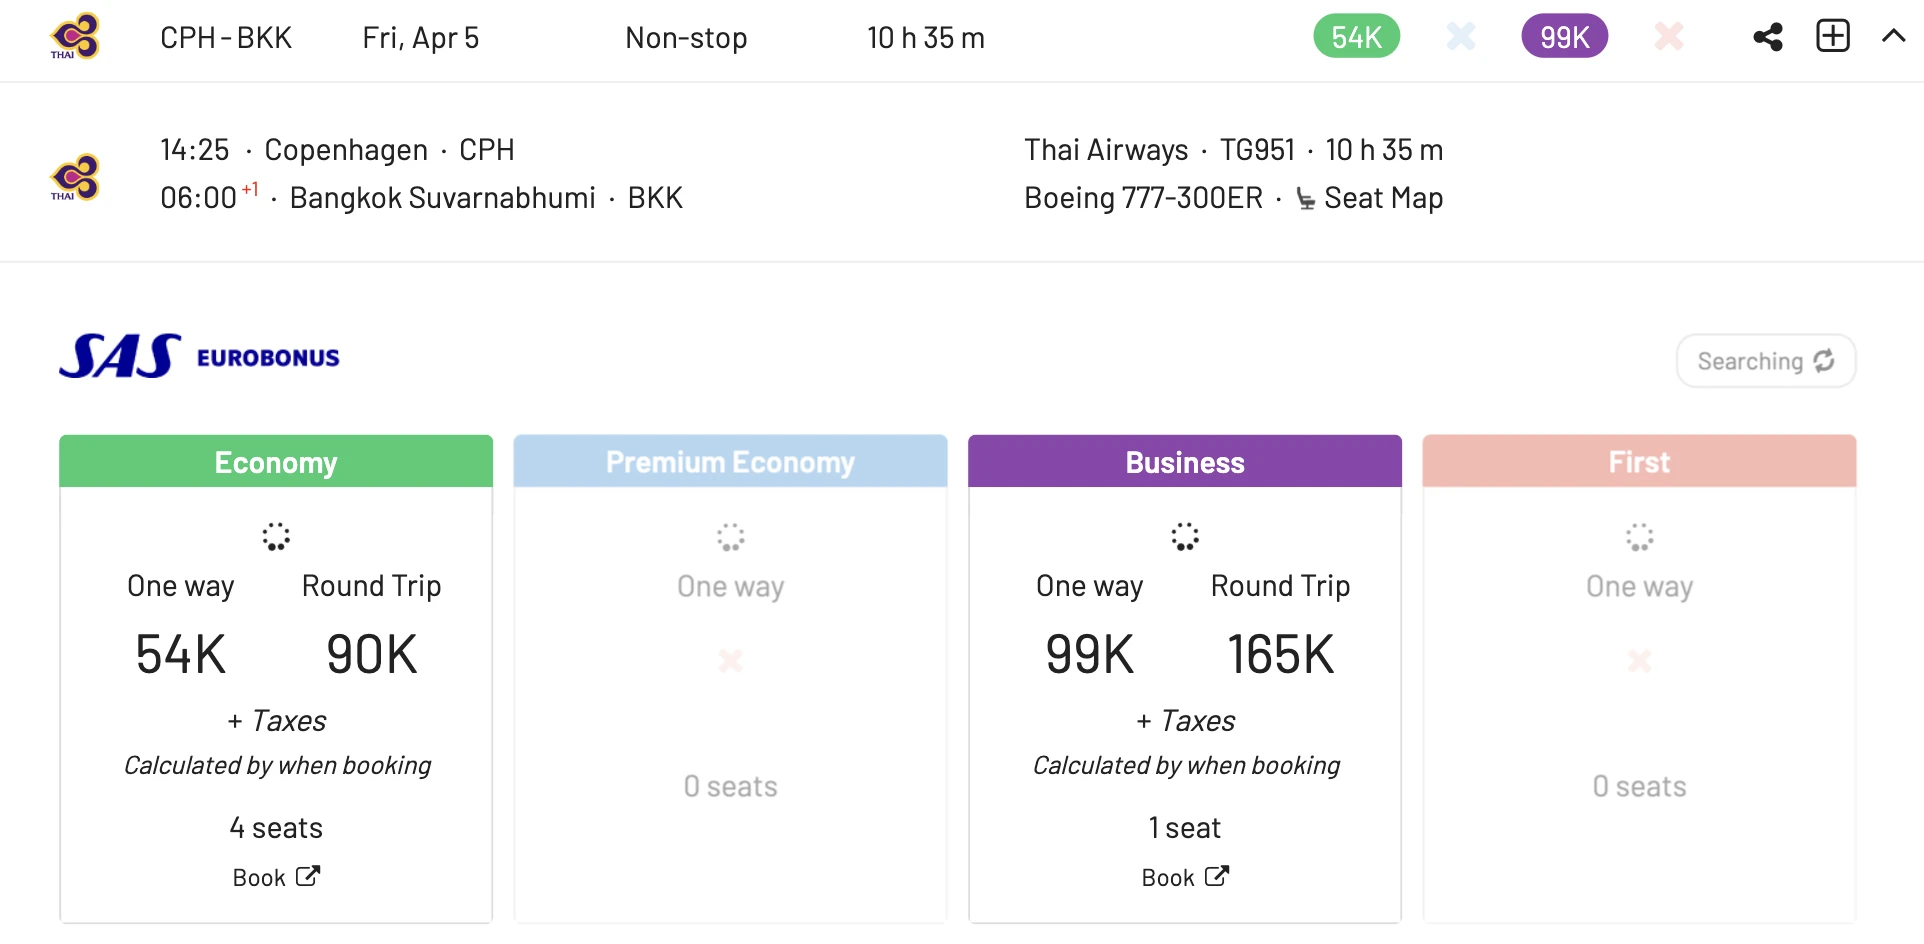 THAI CPH - BKK Fri, Apr 5 Non-stop 10 h 35 m 54K 99K
14:25 · Copenhagen · CPH Thai Airways · TG951 · 10 h 35 m
THAI 06:00 +1 · Bangkok Suvarnabhumi · BKK Boeing 777-300ER · Seat Map
SAS EUROBONUS Searching
Economy
One way Round Trip
54K 90K
+ Taxes
Calculated by when booking
4 seats
Book
Premium Economy
One way
0 seats
Business
One way Round Trip
99K 165K
+ Taxes
Calculated by when booking
1 seat
Book
First
One way
0 seats